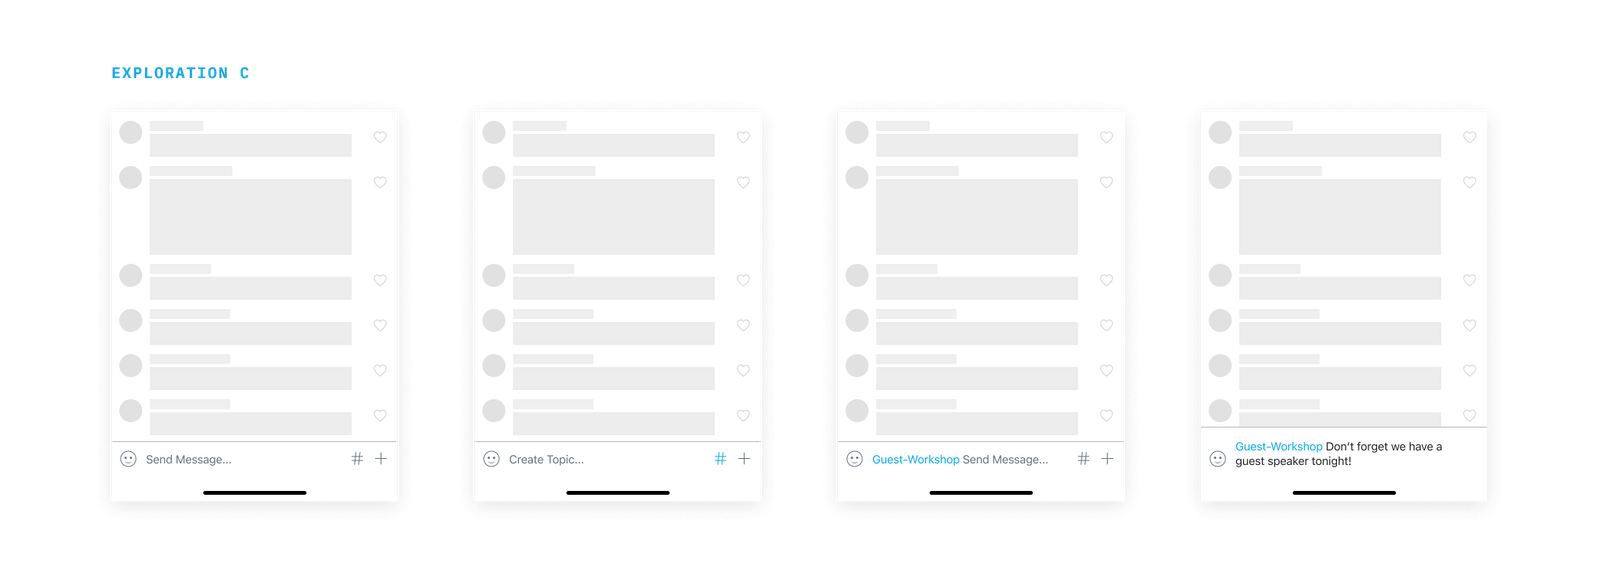 EXPLORATION C
Send Message...
#
+
Create Topic...
#
+
Guest-Workshop Send Message...
#
+
Guest-Workshop Don't forget we have a
guest speaker tonight!